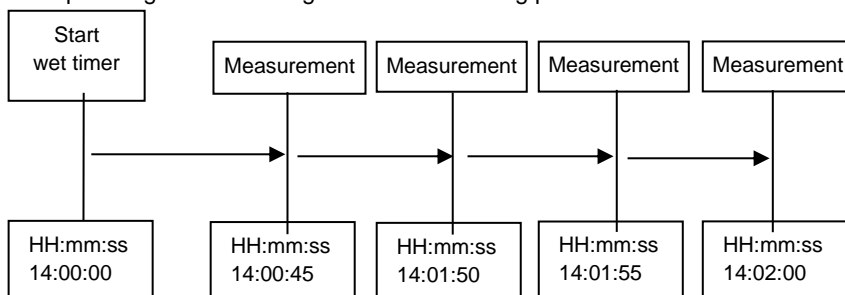 Start
wet timer
Measurement
Measurement
Measurement
Measurement
HH:mm:ss
14:00:00
HH:mm:ss
14:00:45
HH:mm:ss
14:01:50
HH:mm:ss
14:01:55
HH:mm:ss
14:02:00